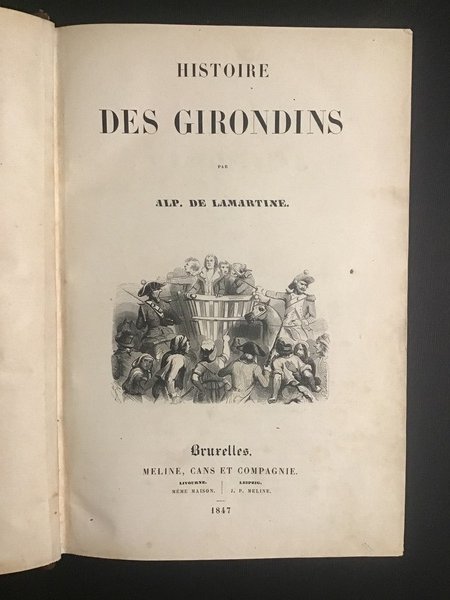 HISTOIRE
DES GIRONDINS
PAR
ALP. DE LAMARTINE.
Bruxelles,
MELINE, CANS ET COMPAGNIE.
LIVOURNE. LEIPZIG.
MÊME MAISON. J. P. MELINE.
1847